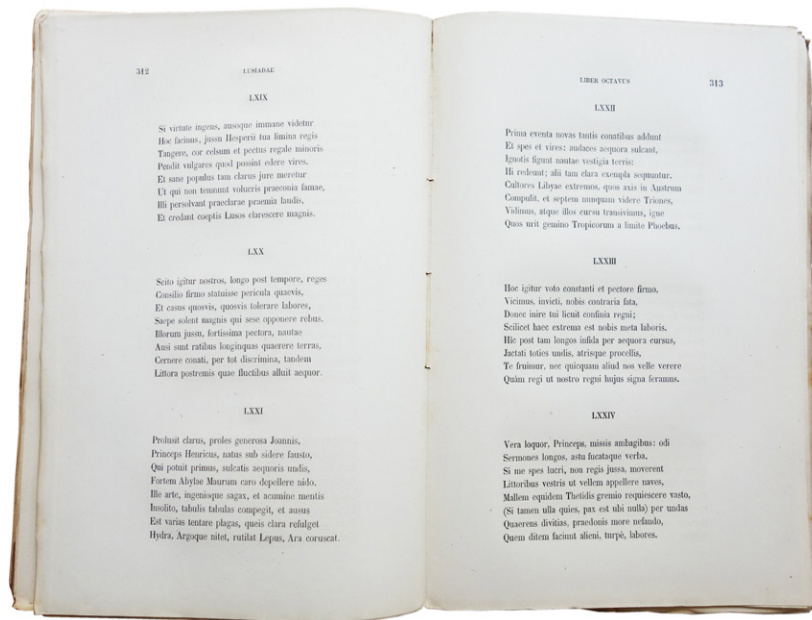 312
LUSIADAE
LXIX
Si virtute ingens, ausoque immane videtur
Hoc facinus, jussu Hesperii tua limina regis
Tangere, cor celsum et pectus regale minoris
Pendit vulgares quod possint edere vires.
Et sane populus tam clarus jure meretur
Ut qui non temnunt volucris praeconia famae,
Illi persolvant praeclarae praemia laudis,
Et credant coeptis Lusos clarescere magnis.
LXX
Scito igitur nostros, longo post tempore, reges
Consilio firmo statuisse pericula quaevis,
Et casus quosvis, quosvis tolerare labores,
Saepe solent magnis qui sese opponere rebus.
Illorum jussu, fortissima pectora, nautae
Ausi sunt ratibus longinquas quaerere terras,
Cernere conati, per tot discrimina, tandem
Littora postremis quae fluctibus alluit aequor.
LXXI
Prolusit clarus, proles generosa Joannis,
Princeps Henricus, natus sub sidere fausto,
Qui potuit primus, sulcatis aequoris undis,
Fortem Abylae Maurum caro depellere nido.
Ille arte, ingenioque sagax, et acumine mentis
Insolito, tabulis tabulas compegit, et ausus
Est varias tentare plagas, queis clara refulget
Hydra, Argoque nitet, rutilat Lepus, Ara coruscat.
LIBER OCTAVUS
313
LXXII
Prima eventa novas tantis conatibus addunt
Et spes et vires: audaces aequora sulcant,
Ignotis figunt nautae vestigia terris;
Hi redeunt; alii tam clara exempla sequuntur.
Cultores Libyae extremos, quos axis in Austrum
Compulit, et septem nunquam videre Triones,
Vidimus, atque illos cursu transivimus, igne
Quos urit gemino Tropicorum a limite Phoebus.
LXXIII
Hoc igitur voto constanti et pectore firmo,
Vicimus, invicti, nobis contraria fata,
Donec inire tui licuit confinia regni;
Scilicet haec extrema est nobis meta laboris.
Hic post tam longos infida per aequora cursus,
Jactati toties undis, atrisque procellis,
Te fruimur, nec quicquam aliud nos velle verere
Quàm regi ut nostro regni hujus signa feramus.
LXXIV
Vera loquor, Princeps, missis ambagibus: odi
Sermones longos, astu fucataque verba.
Si me spes lucri, non regis jussa, moverent
Littoribus vestris ut vellem appellere naves,
Mallem equidem Thetidis gremio requiescere vasto,
(Si tamen ulla quies, pax est ubi nulla) per undas
Quaerens divitias, praedonis more nefando,
Quem ditem faciunt alieni, turpè, labores.